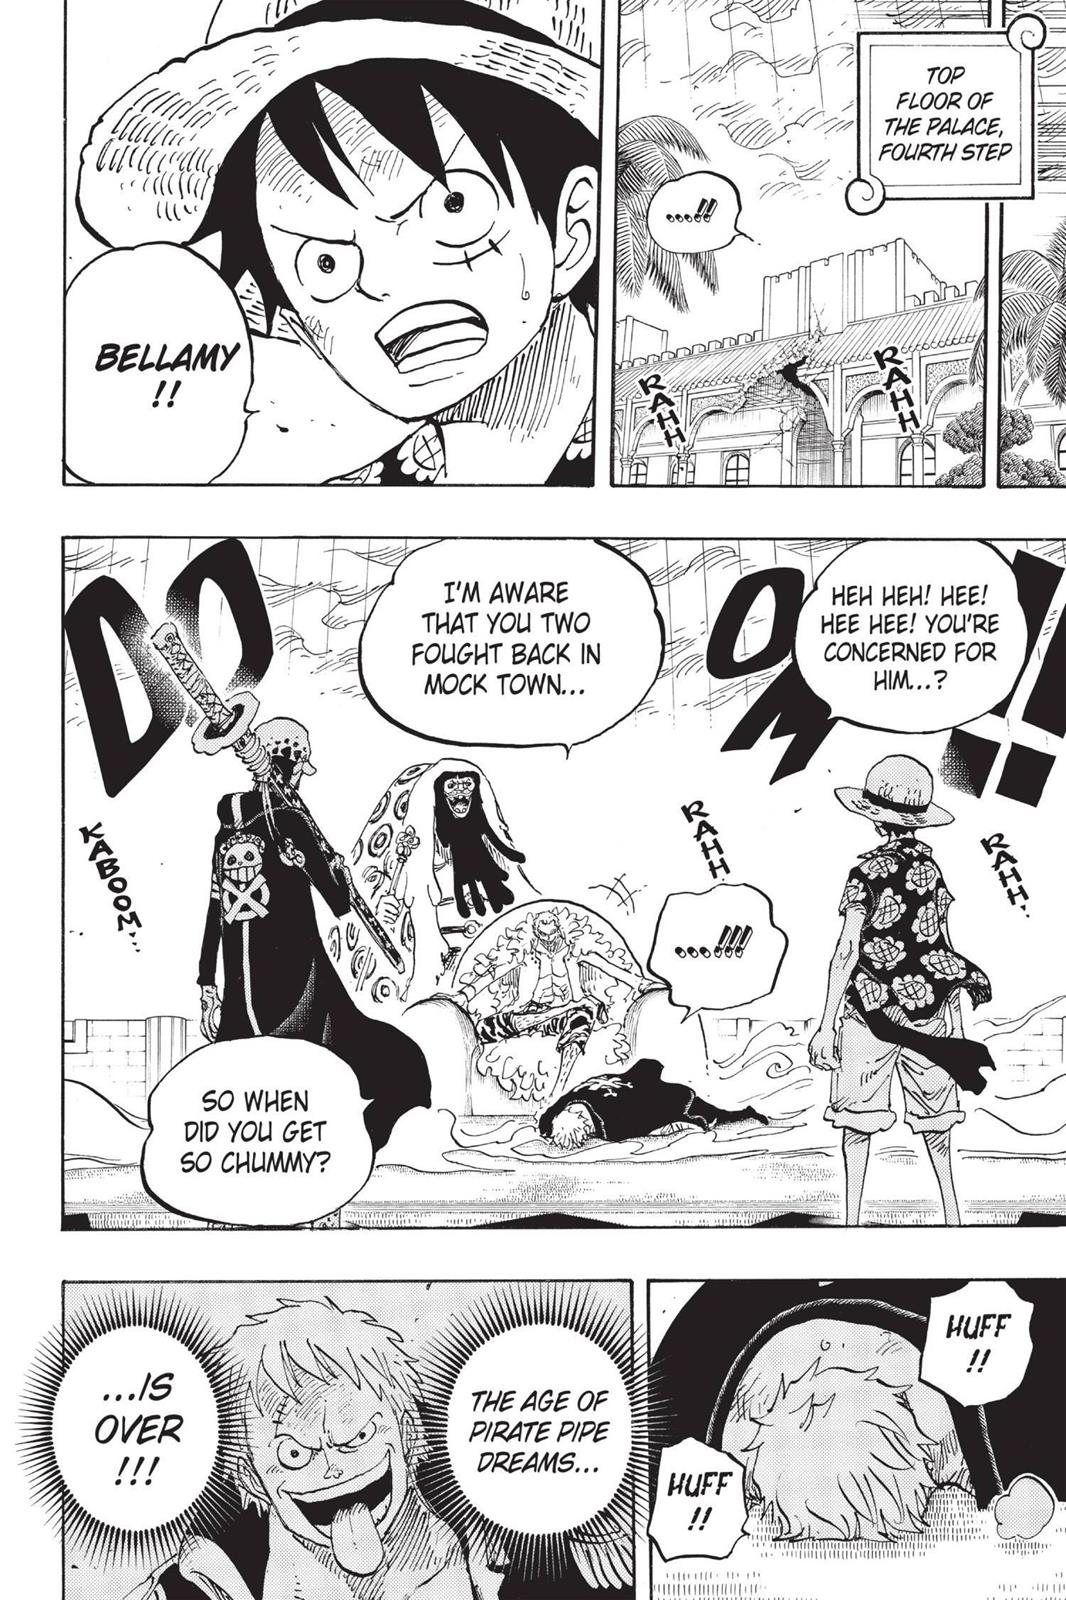 TOP
FLOOR OF
THE PALACE,
FOURTH STEP
....!!
RAHH
RAHH
BELLAMY
!!
HEH HEH! HEE!
HEE HEE! YOU'RE
CONCERNED FOR
HIM...?
I'M AWARE
THAT YOU TWO
FOUGHT BACK IN
MOCK TOWN...
DOOM!!
KABOOM...
RAHH...
RAHH...
...!!!
SO WHEN
DID YOU GET
SO CHUMMY?
HUFF
!!
HUFF
!!
THE AGE OF
PIRATE PIPE
DREAMS...
...IS
OVER
!!!